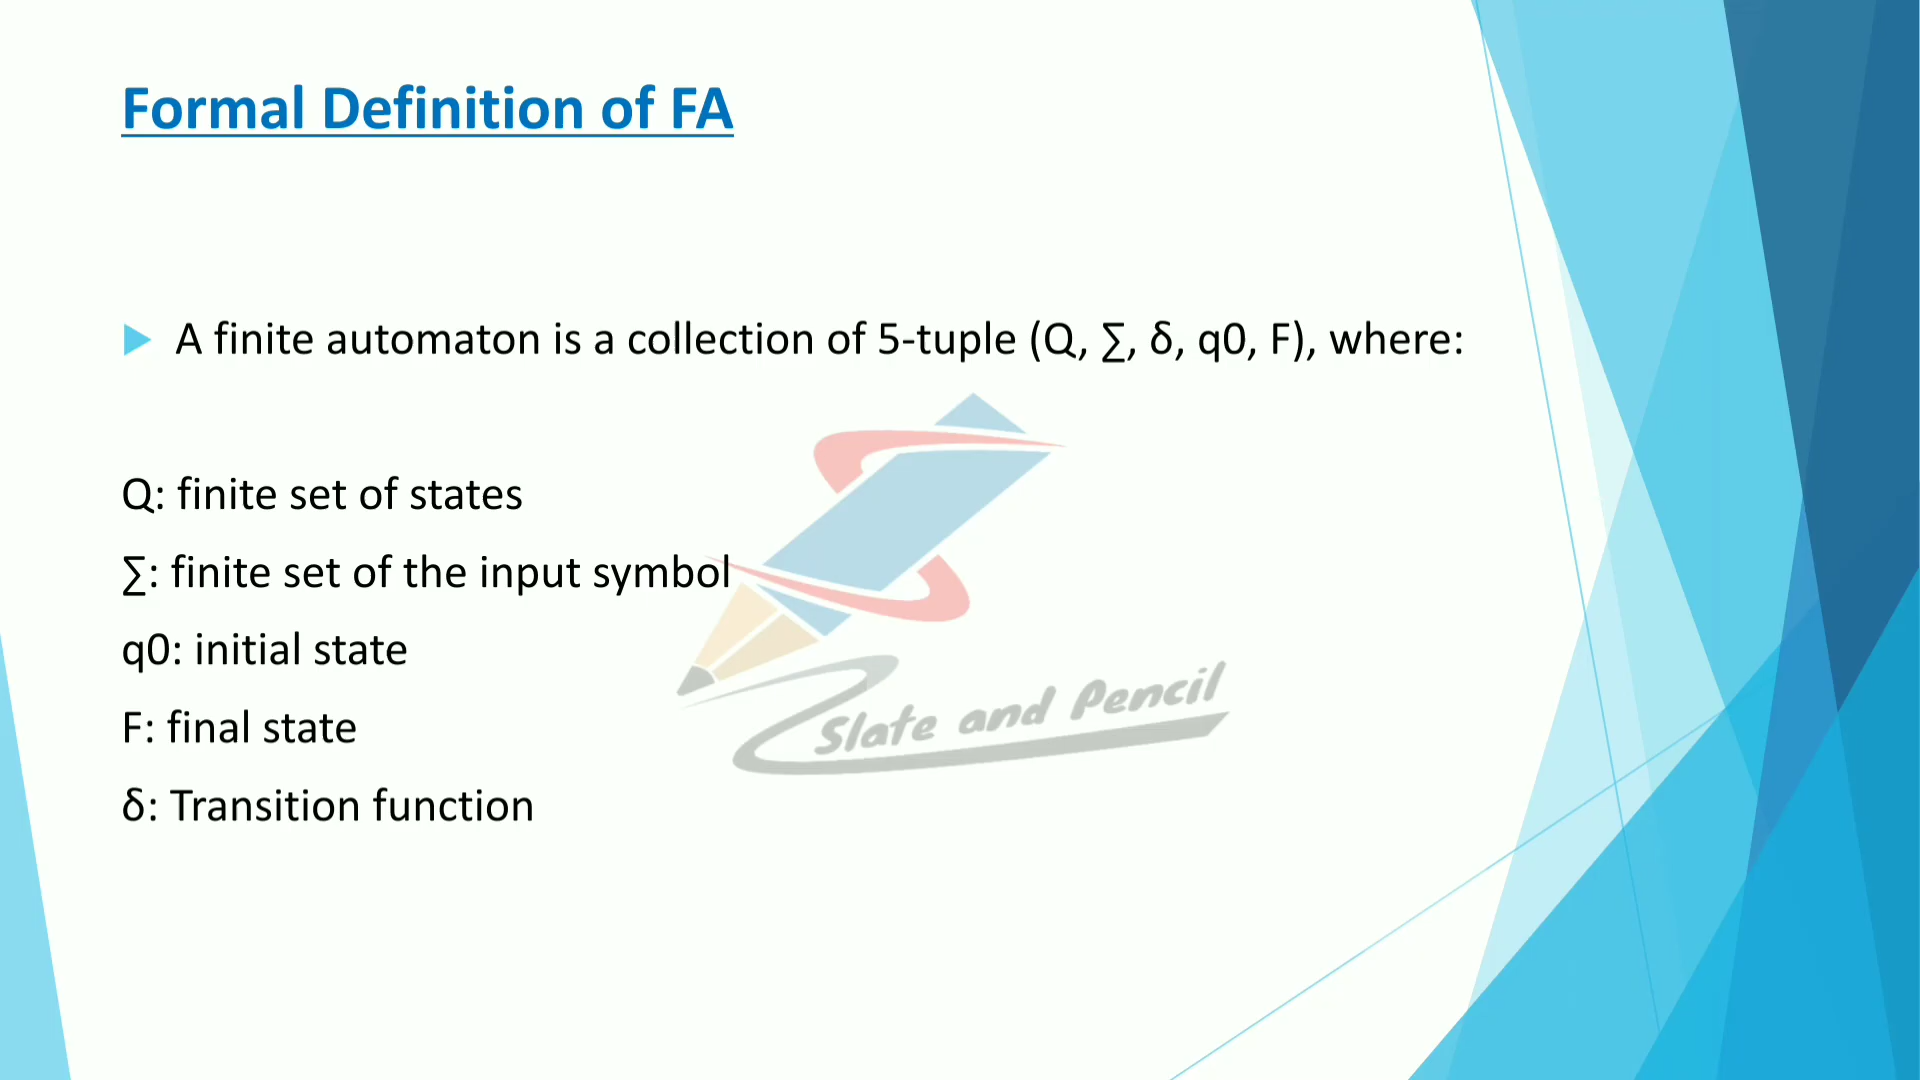 Formal Definition of FA
A finite automaton is a collection of 5-tuple (Q, ∑, δ, q0, F), where:
Q: finite set of states
∑: finite set of the input symbol
q0: initial state
F: final state
δ: Transition function
Slate and Pencil